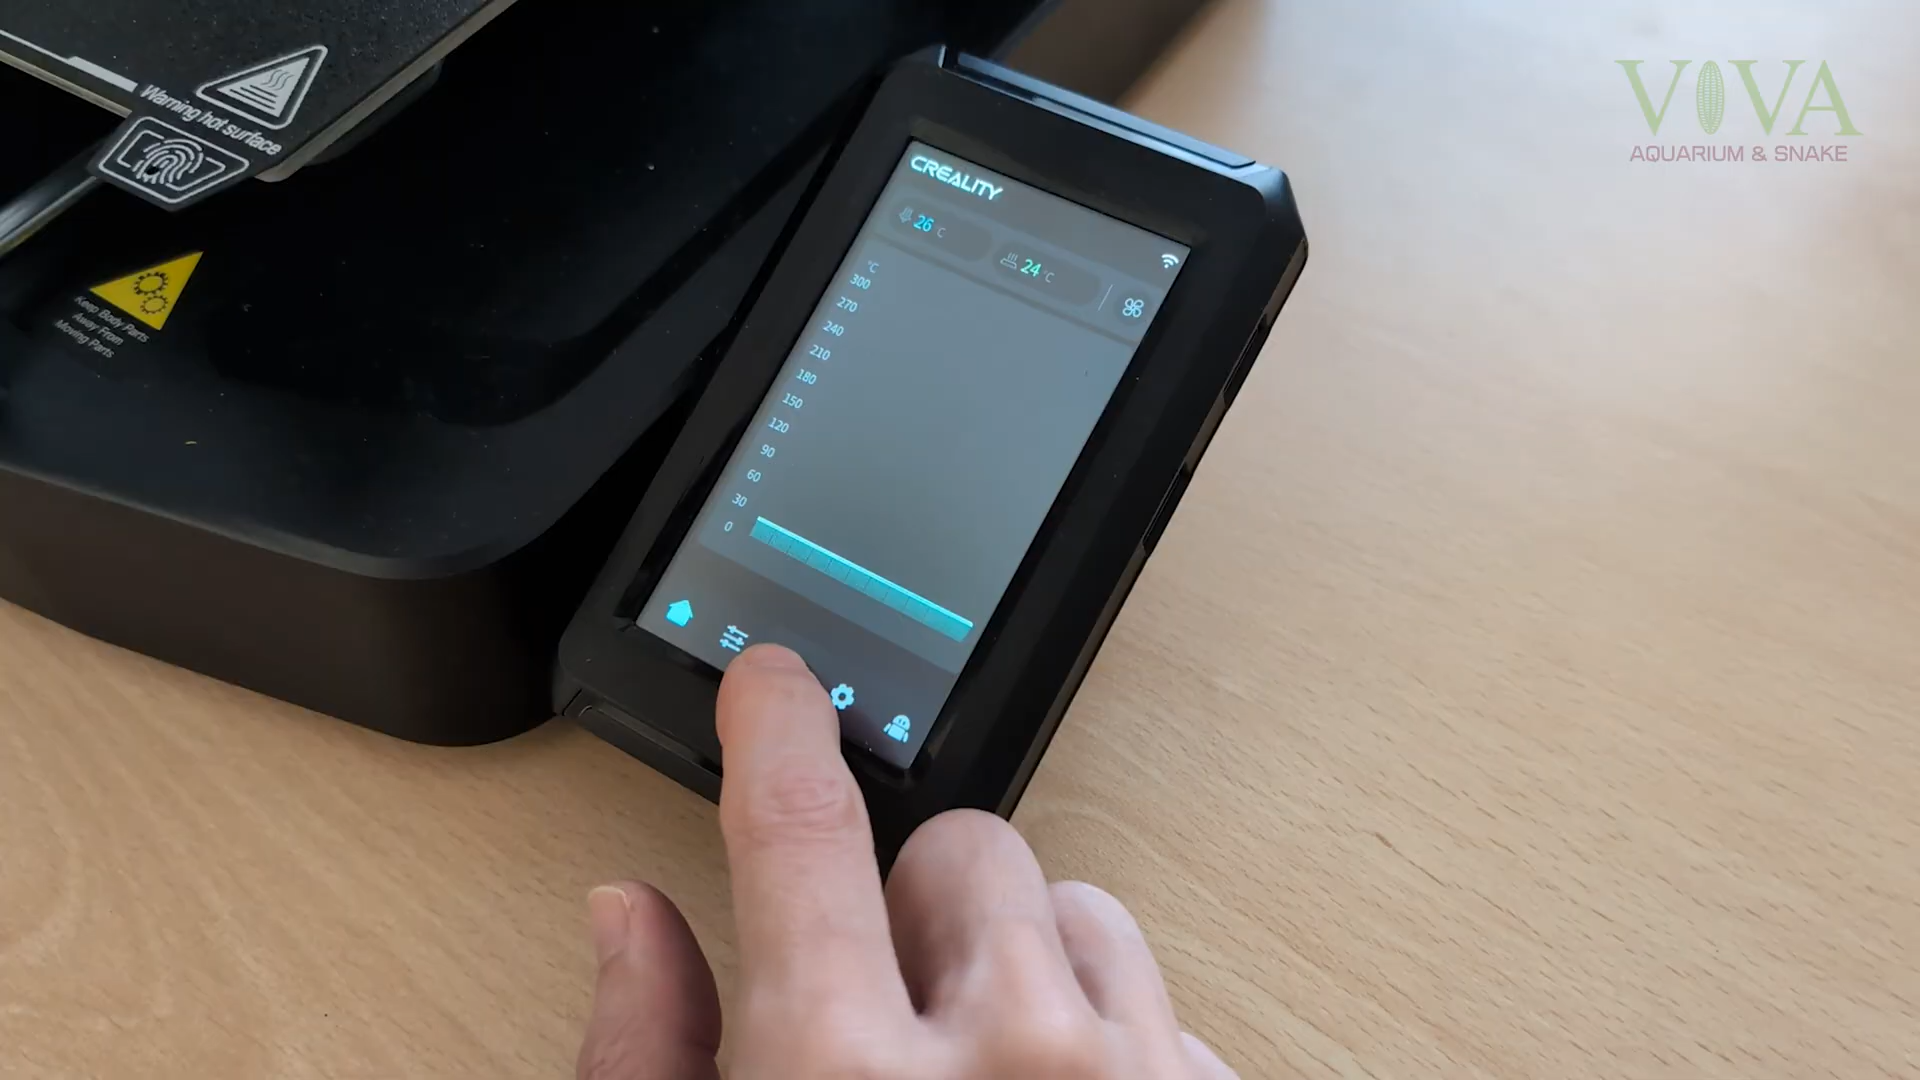 VIVA
AQUARIUM & SNAKE
Warning hot surface
Keep Body Parts
Away From
Moving Parts
CREALITY
26 °C
24 °C
°C
300
270
240
210
180
150
120
90
60
30
0